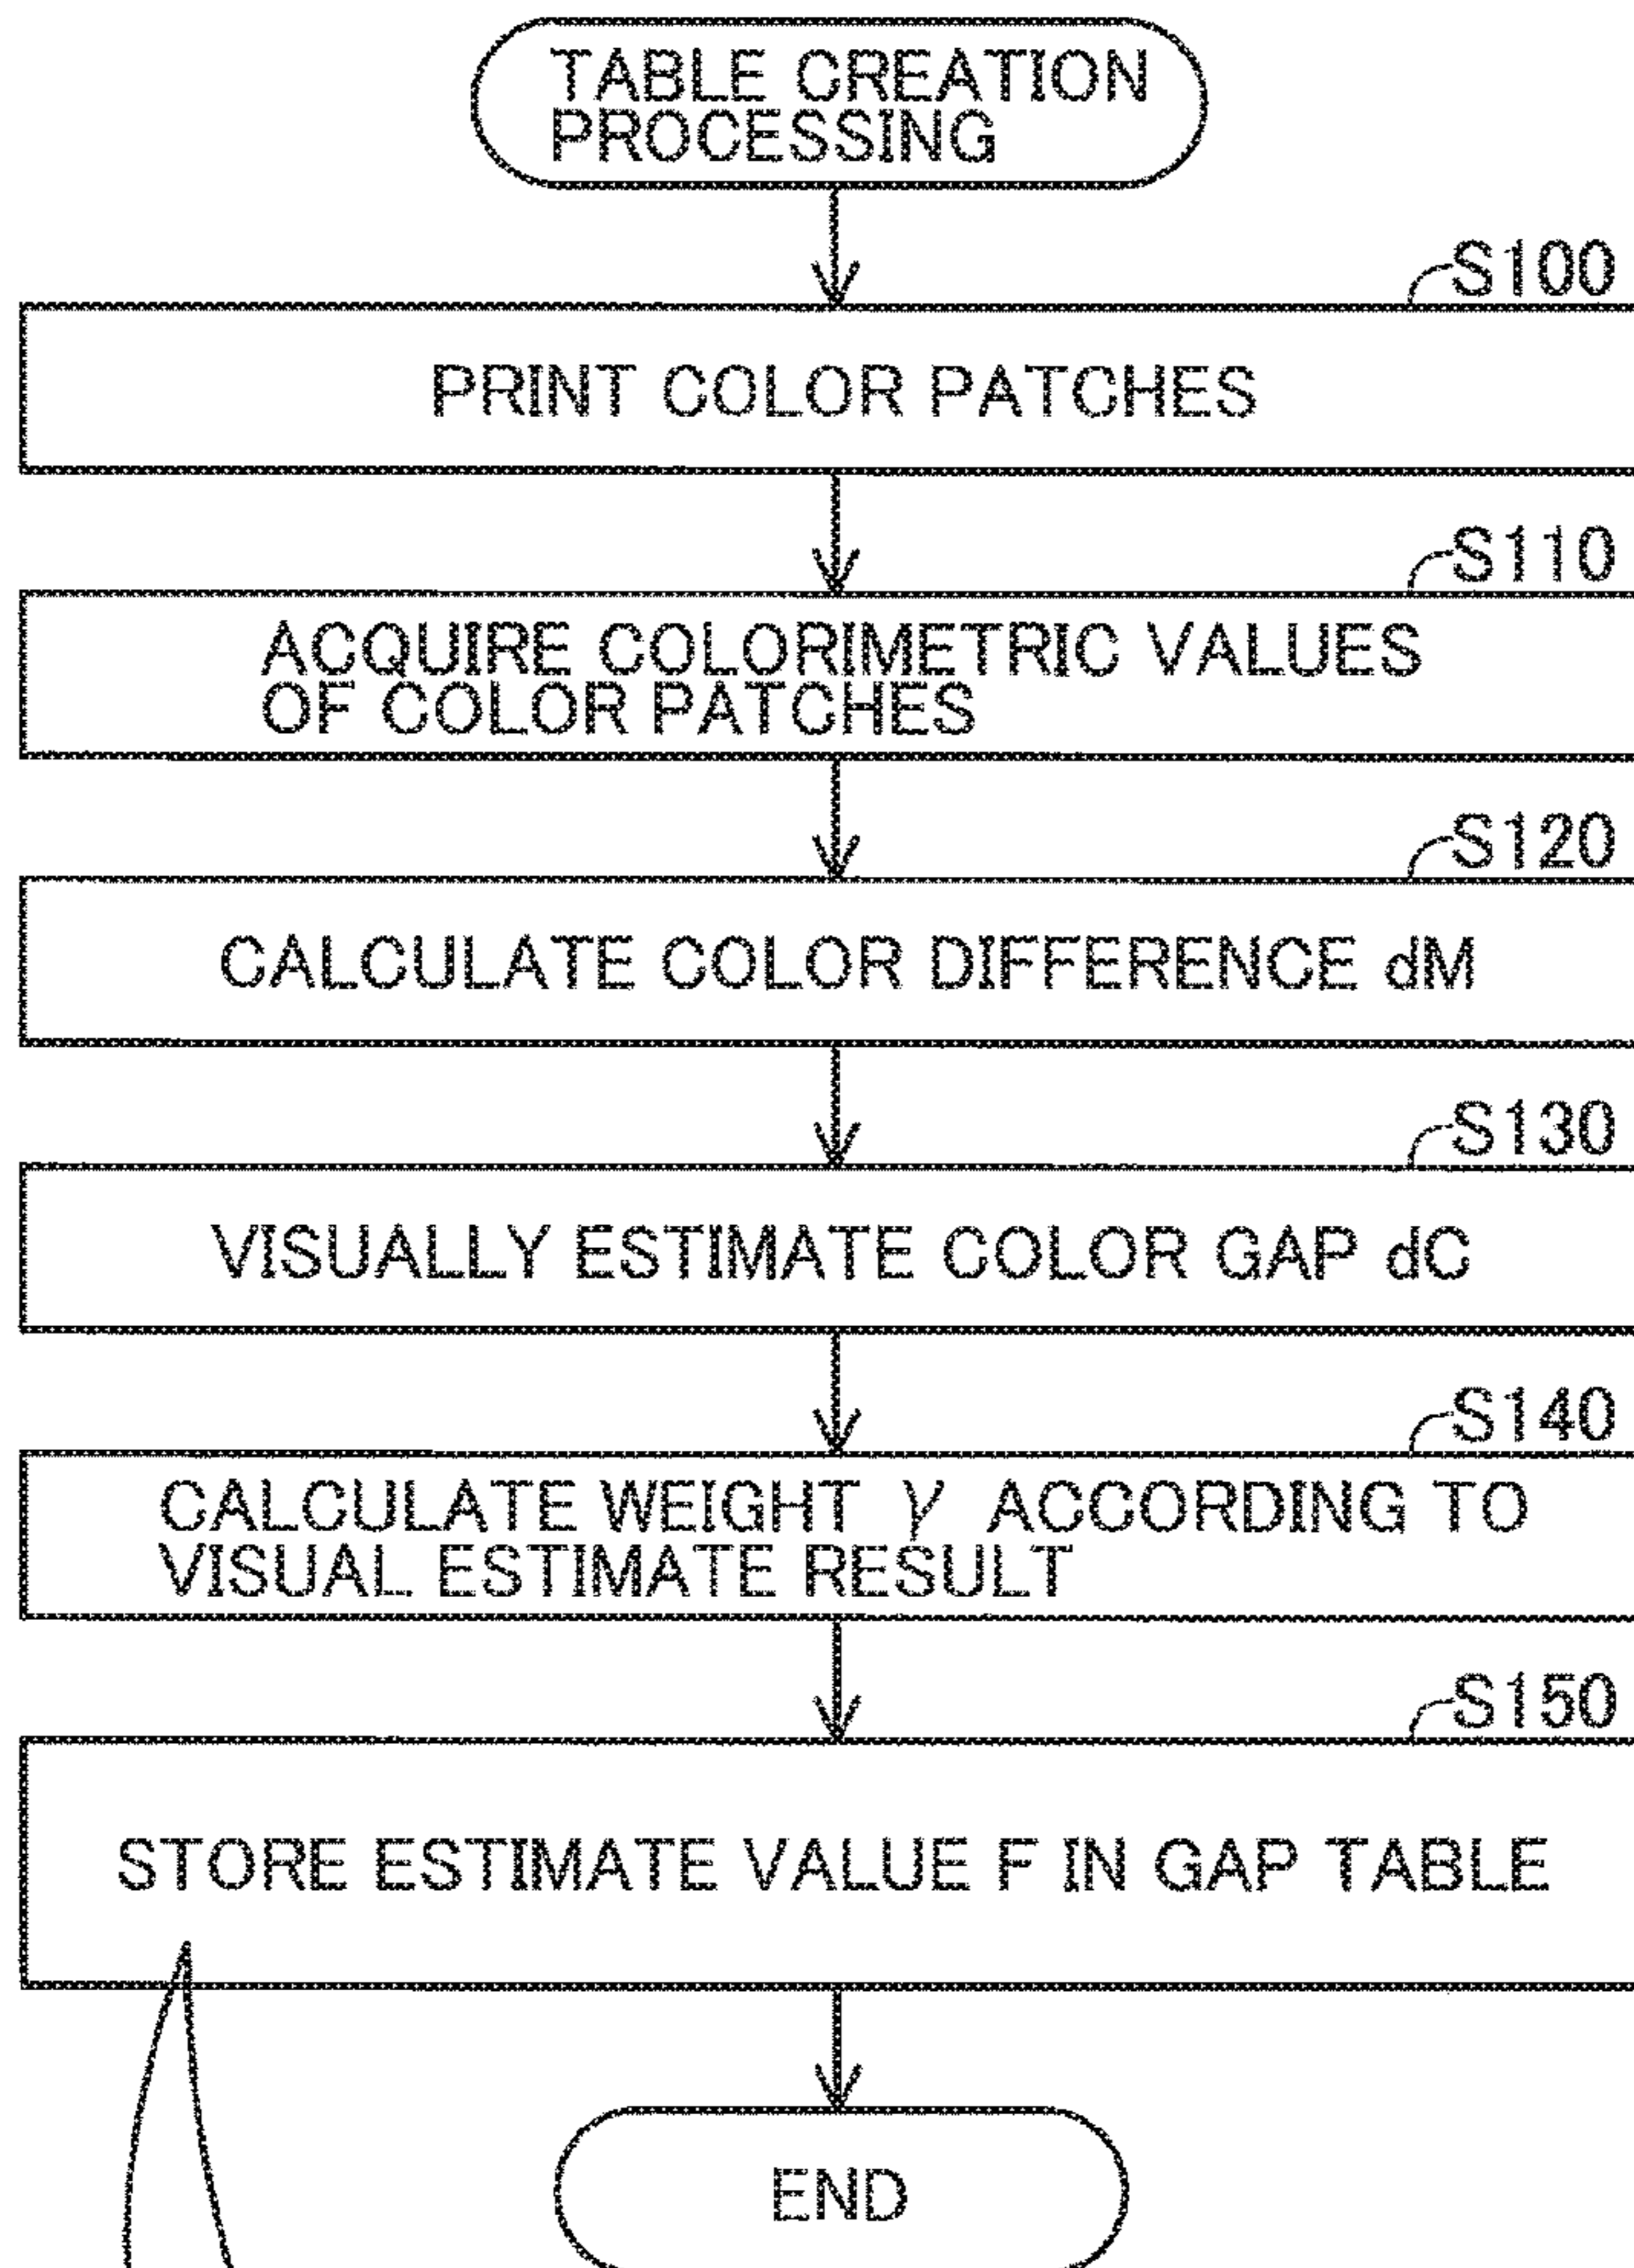 TABLE CREATION
PROCESSING
S100
PRINT COLOR PATCHES
S110
ACQUIRE COLORIMETRIC VALUES
OF COLOR PATCHES
S120
CALCULATE COLOR DIFFERENCE dM
S130
VISUALLY ESTIMATE COLOR GAP dC
S140
CALCULATE WEIGHT γ ACCORDING TO
VISUAL ESTIMATE RESULT
S150
STORE ESTIMATE VALUE F IN GAP TABLE
END